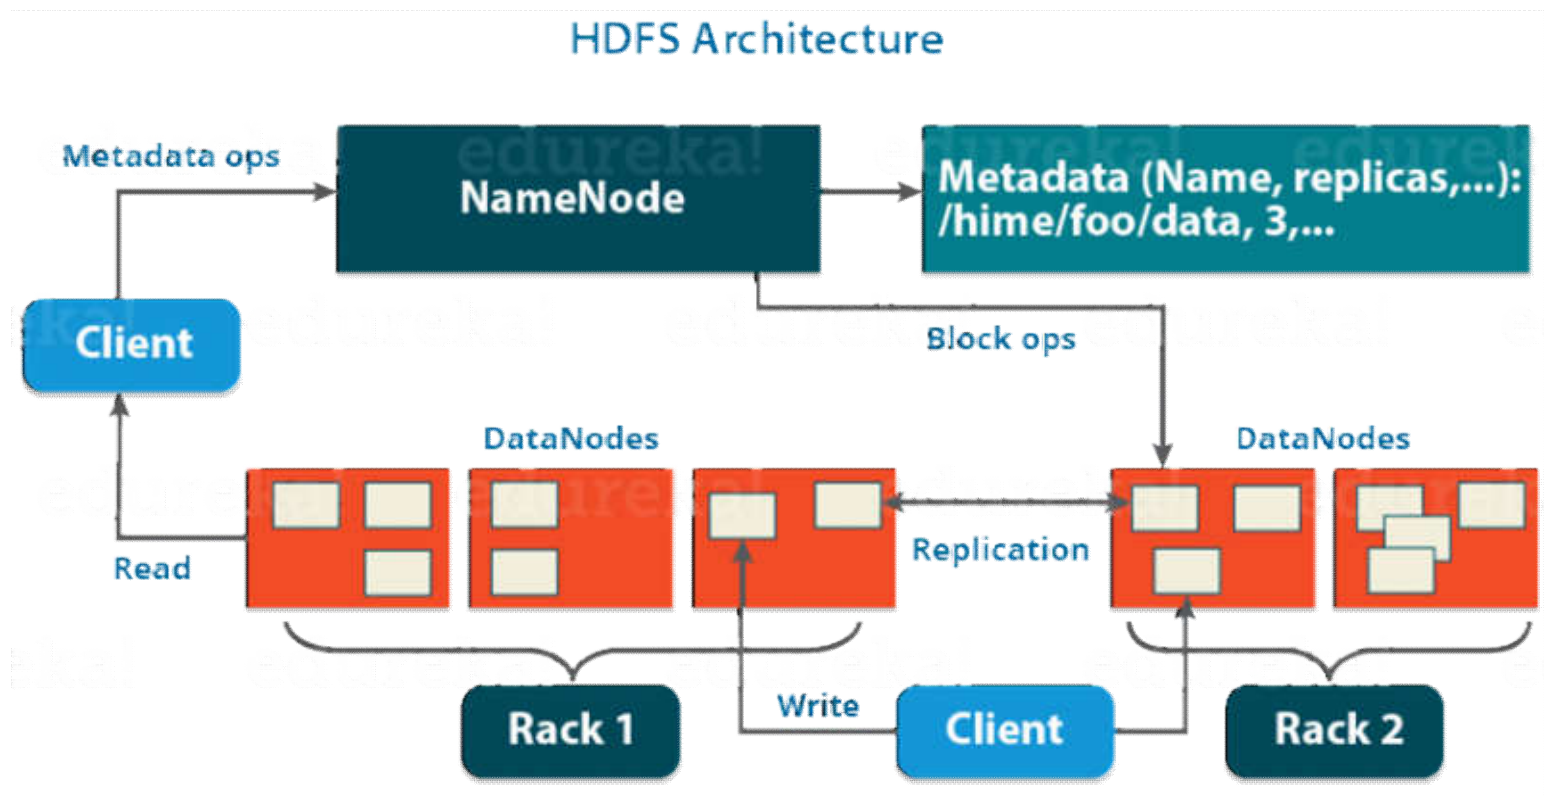 HDFS Architecture
Metadata ops
NameNode
Metadata (Name, replicas,...):
/hime/foo/data, 3,...
Client
Block ops
DataNodes
DataNodes
Read
Replication
Rack 1
Write
Client
Rack 2
edureka!